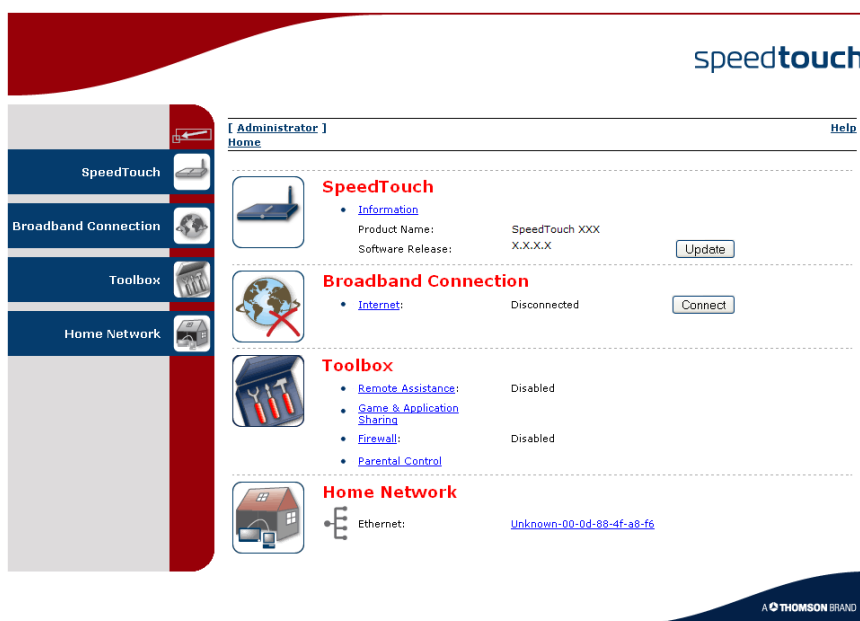 speedtouch
[ Administrator ]
Help
Home
SpeedTouch
Broadband Connection
Toolbox
Home Network
SpeedTouch
Information
Product Name: SpeedTouch XXX
Software Release: X.X.X.X
Update
Broadband Connection
Internet: Disconnected
Connect
Toolbox
Remote Assistance: Disabled
Game & Application
Sharing
Firewall: Disabled
Parental Control
Home Network
Ethernet: Unknown-00-0d-88-4f-a8-f6
A THOMSON BRAND